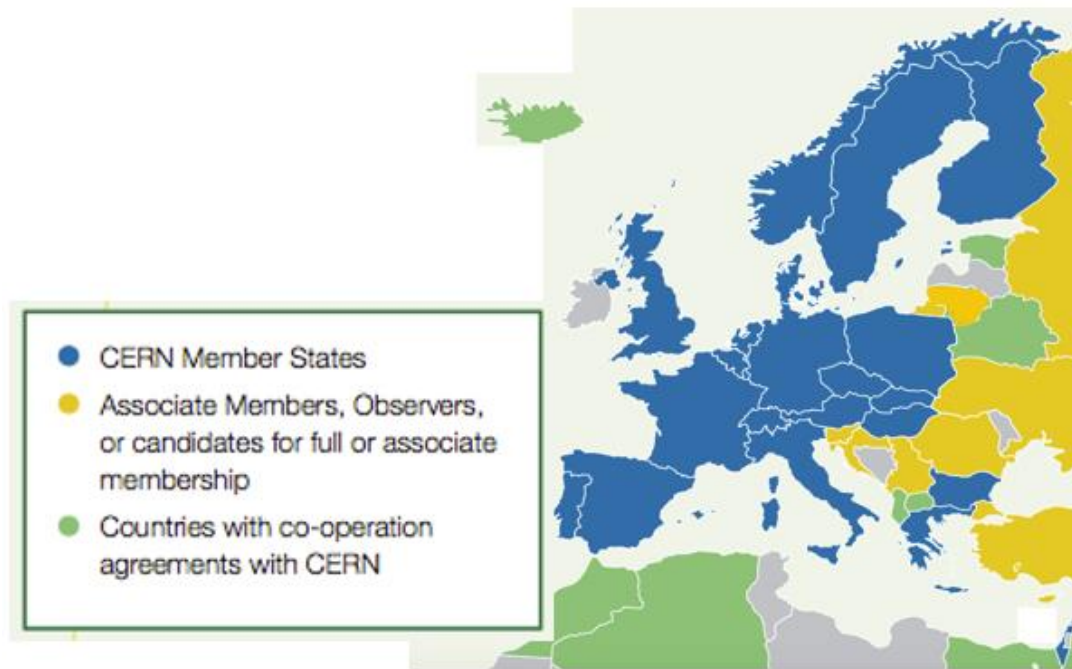 CERN Member States
Associate Members, Observers,
or candidates for full or associate
membership
Countries with co-operation
agreements with CERN